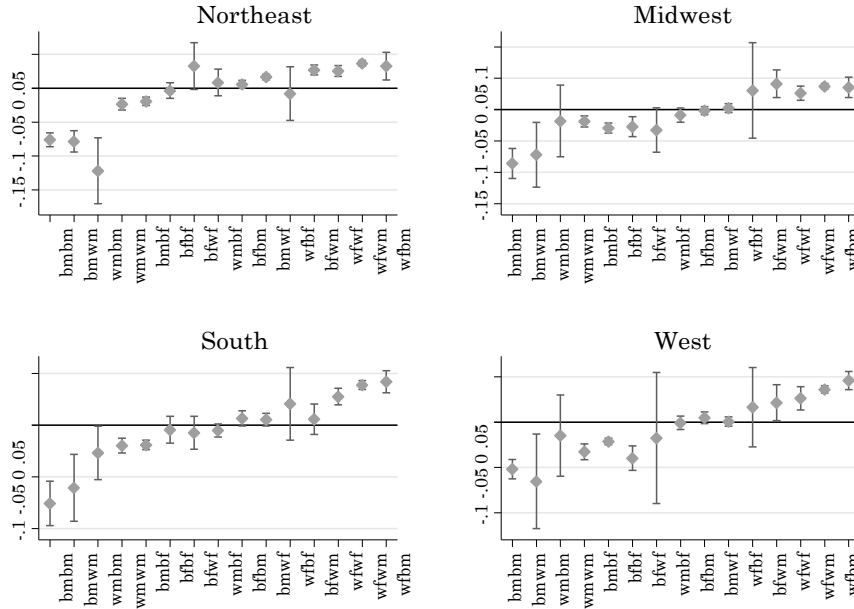 Northeast
-.15 -.1 -.05 0 .05
bmbm bmwm wmbm wmwm bmbf bfbf bfwf wmbf bfbm bmwf wfbf bfwm wfwf wfwm wfbm
Midwest
-.15 -.1 -.05 0 .05 .1
bmbm bmwm wmbm wmwm bmbf bfbf bfwf wmbf bfbm bmwf wfbf bfwm wfwf wfwm wfbm
South
-.1 -.05 0 .05
bmbm bmwm wmbm wmwm bmbf bfbf bfwf wmbf bfbm bmwf wfbf bfwm wfwf wfwm wfbm
West
-.1 -.05 0 .05
bmbm bmwm wmbm wmwm bmbf bfbf bfwf wmbf bfbm bmwf wfbf bfwm wfwf wfwm wfbm